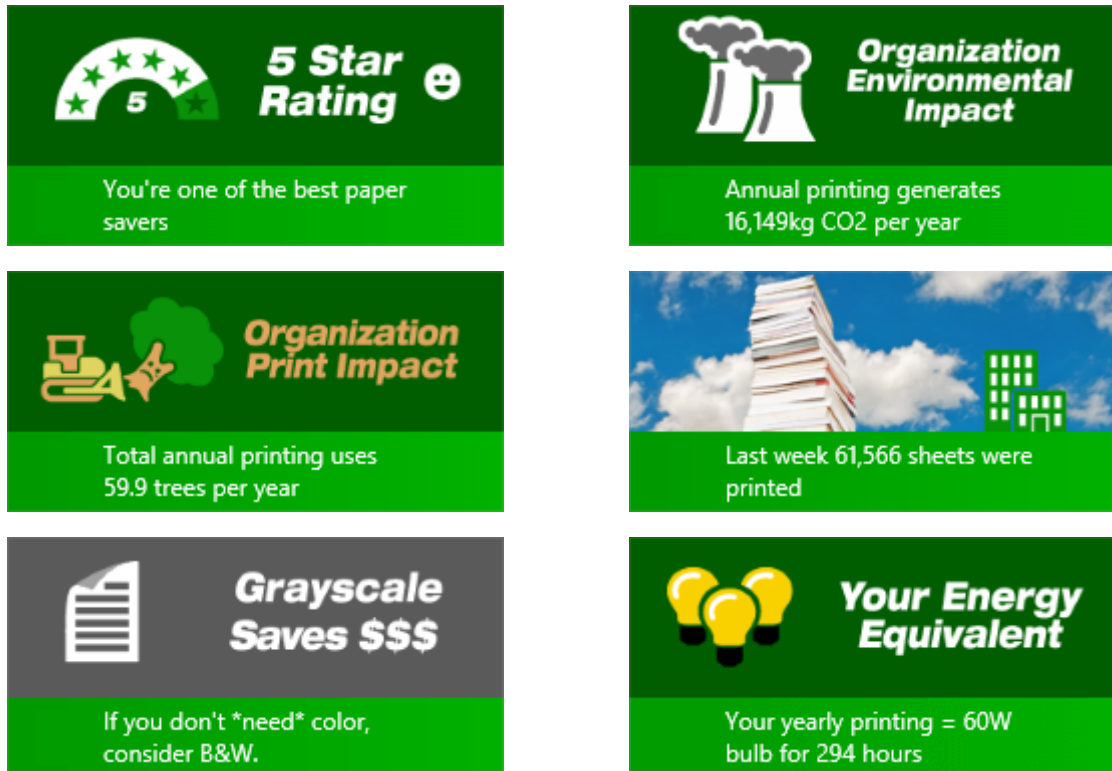 5
5 Star
Rating
You're one of the best paper
savers
Organization
Environmental
Impact
Annual printing generates
16,149kg CO2 per year
Organization
Print Impact
Total annual printing uses
59.9 trees per year
Last week 61,566 sheets were
printed
Grayscale
Saves $$$
If you don't *need* color,
consider B&W.
Your Energy
Equivalent
Your yearly printing = 60W
bulb for 294 hours